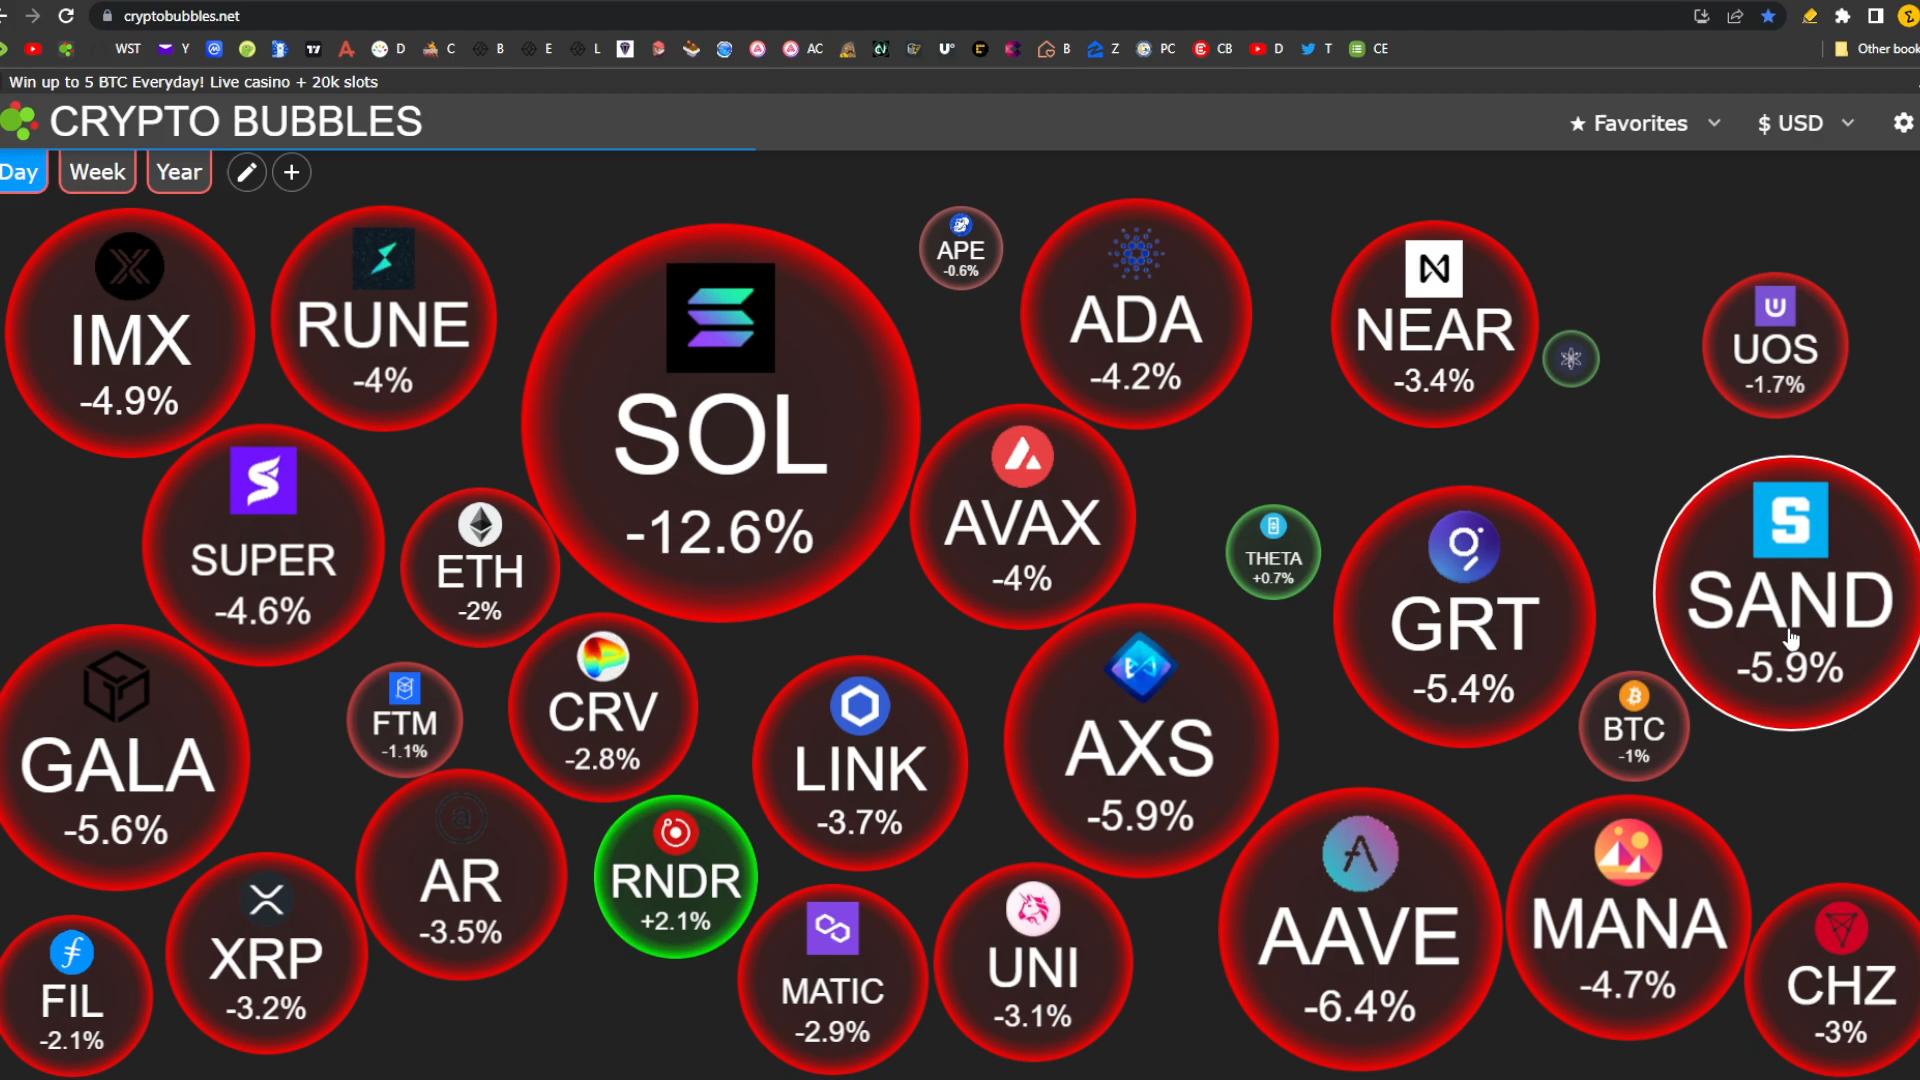 cryptobubbles.net
WST
Y
D
C
B
E
L
AC
B
Z
PC
CB
D
T
CE
Other book
Win up to 5 BTC Everyday! Live casino + 20k slots
CRYPTO BUBBLES
★ Favorites
$ USD
Day
Week
Year
IMX
-4.9%
RUNE
-4%
SOL
-12.6%
APE
-0.6%
ADA
-4.2%
NEAR
-3.4%
UOS
-1.7%
SUPER
-4.6%
ETH
-2%
AVAX
-4%
THETA
+0.7%
GRT
-5.4%
SAND
-5.9%
GALA
-5.6%
FTM
-1.1%
CRV
-2.8%
LINK
-3.7%
AXS
-5.9%
BTC
-1%
FIL
-2.1%
XRP
-3.2%
AR
-3.5%
RNDR
+2.1%
MATIC
-2.9%
UNI
-3.1%
AAVE
-6.4%
MANA
-4.7%
CHZ
-3%